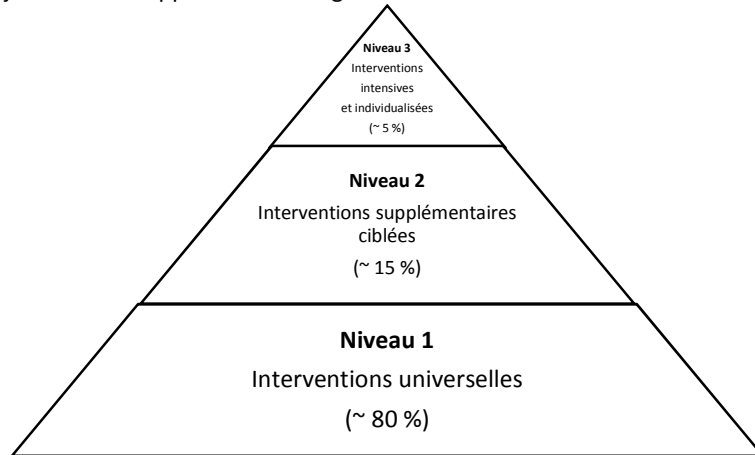 Niveau 3
Interventions
intensives
et individualisées
(~ 5 %)
Niveau 2
Interventions supplémentaires
ciblées
(~ 15 %)
Niveau 1
Interventions universelles
(~ 80 %)